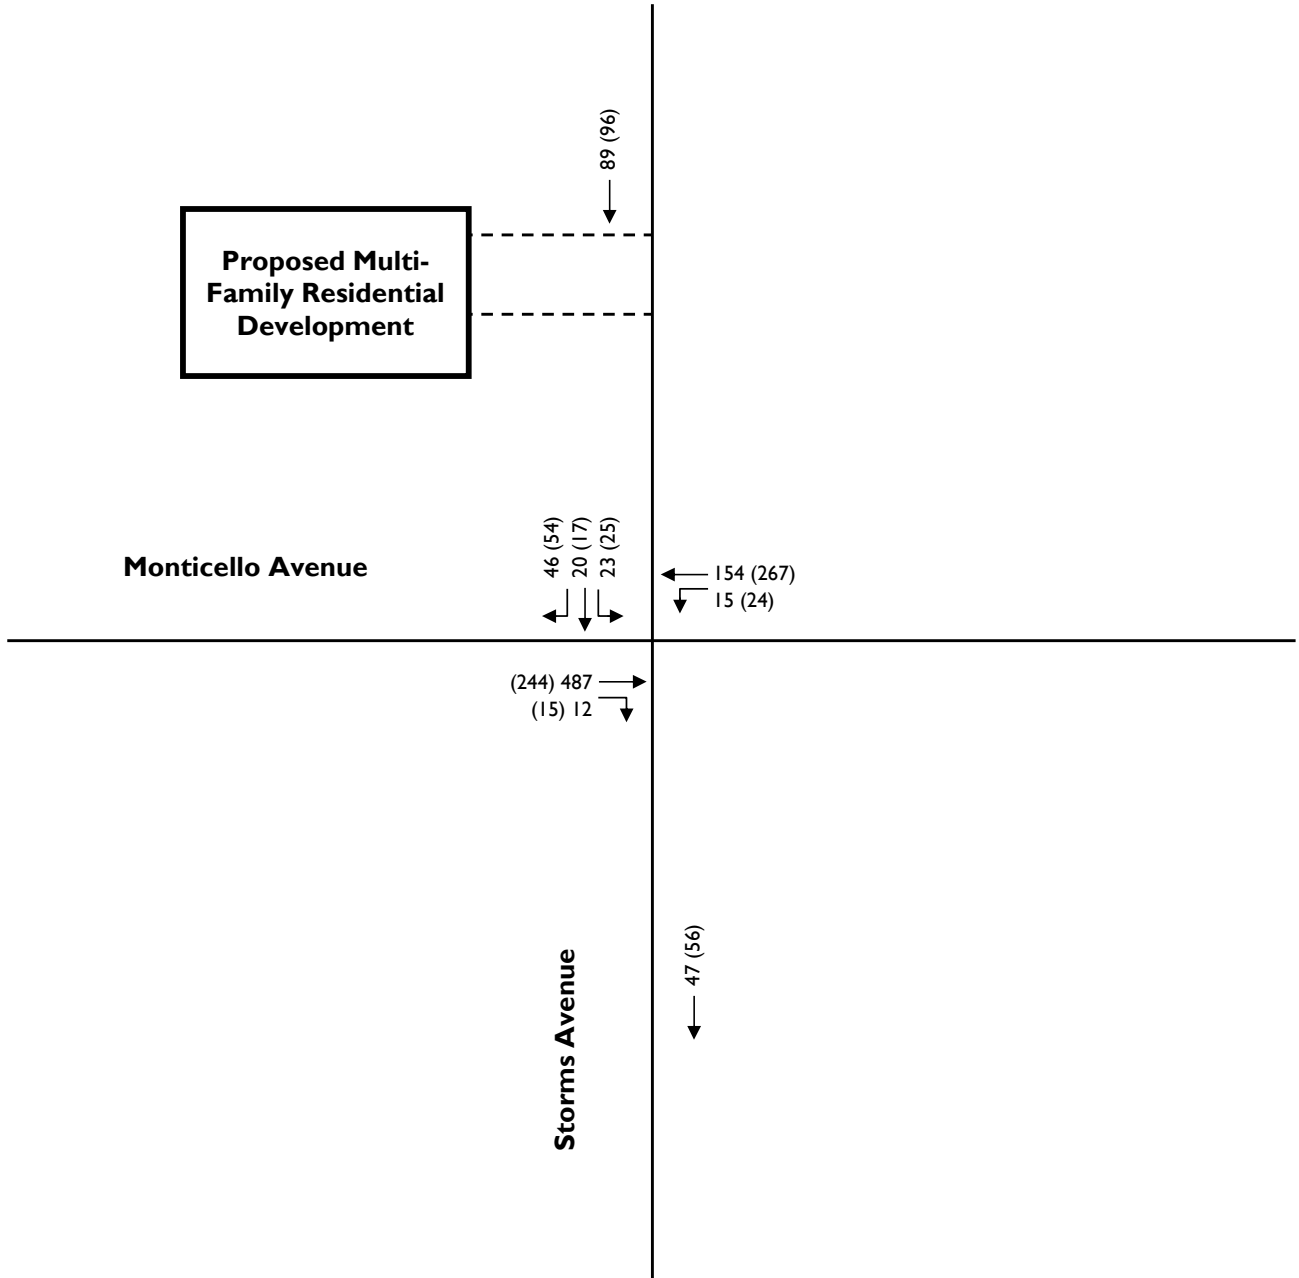 89 (96)
Proposed Multi-
Family Residential
Development
46 (54)
20 (17)
23 (25)
Monticello Avenue
154 (267)
15 (24)
(244) 487
(15) 12
47 (56)
Storms Avenue